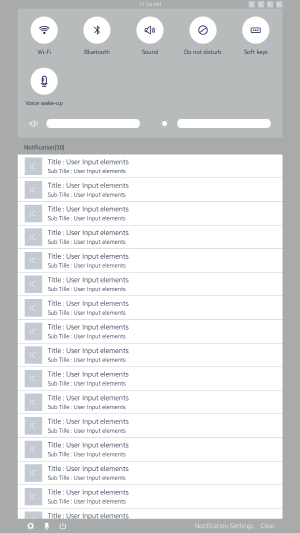 11:58 AM
Wi-Fi Bluetooth Sound Do not disturb Soft keys
Voice wake-up
Notification(30)
IC Title : User Input elements
Sub Title : User Input elements
IC Title : User Input elements
Sub Title : User Input elements
IC Title : User Input elements
Sub Title : User Input elements
IC Title : User Input elements
Sub Title : User Input elements
IC Title : User Input elements
Sub Title : User Input elements
IC Title : User Input elements
Sub Title : User Input elements
IC Title : User Input elements
Sub Title : User Input elements
IC Title : User Input elements
Sub Title : User Input elements
IC Title : User Input elements
Sub Title : User Input elements
IC Title : User Input elements
Sub Title : User Input elements
IC Title : User Input elements
Sub Title : User Input elements
IC Title : User Input elements
Sub Title : User Input elements
IC Title : User Input elements
Sub Title : User Input elements
IC Title : User Input elements
Sub Title : User Input elements
IC Title : User Input elements
Sub Title : User Input elements
Title : User Input elements
Notification Settings Clear